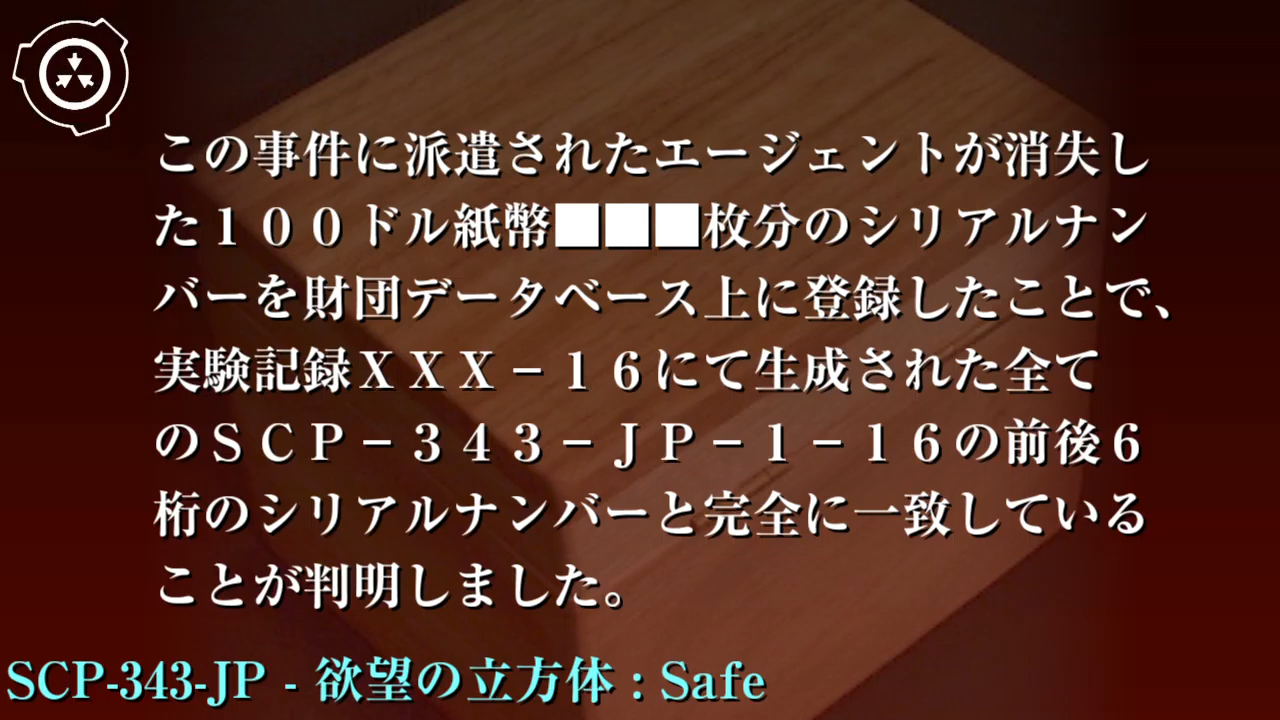 この事件に派遣されたエージェントが消失し
た１００ドル紙幣■■■枚分のシリアルナン
バーを財団データベース上に登録したことで、
実験記録ＸＸＸ－１６にて生成された全て
のＳＣＰ－３４３－ＪＰ－１－１６の前後６
桁のシリアルナンバーと完全に一致している
ことが判明しました。
SCP-343-JP - 欲望の立方体 : Safe